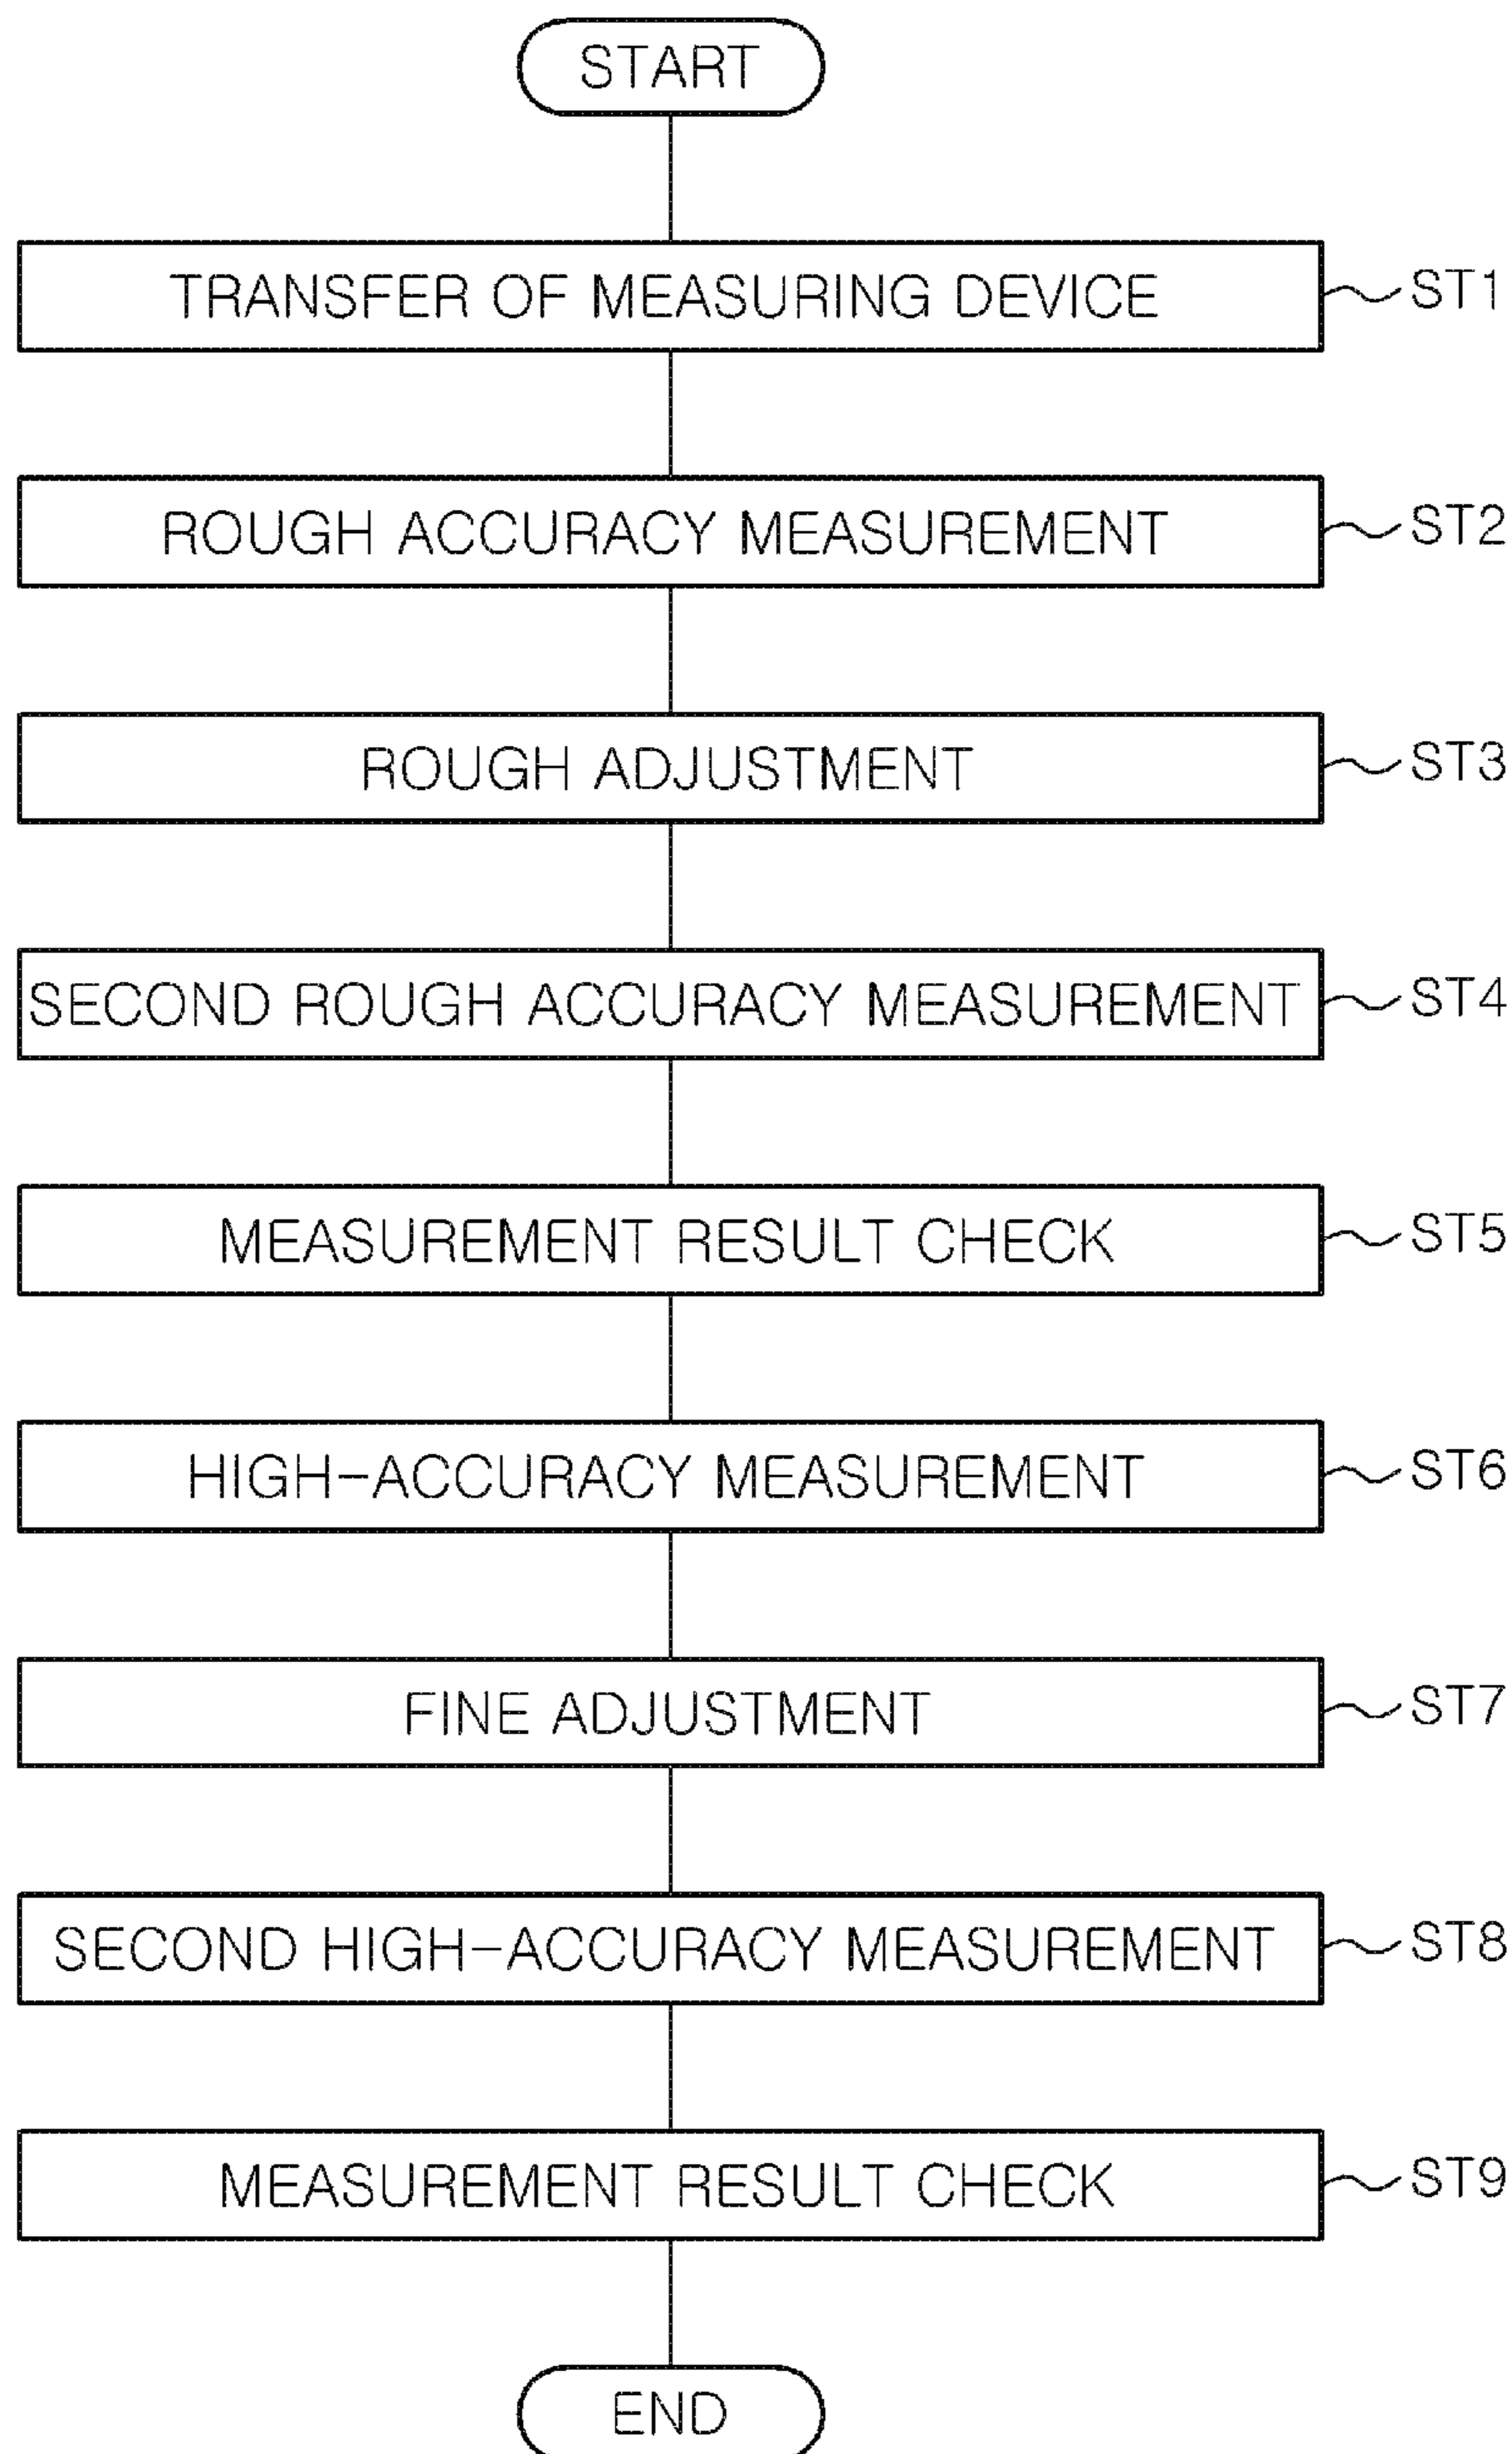 START
TRANSFER OF MEASURING DEVICE ST1
ROUGH ACCURACY MEASUREMENT ST2
ROUGH ADJUSTMENT ST3
SECOND ROUGH ACCURACY MEASUREMENT ST4
MEASUREMENT RESULT CHECK ST5
HIGH-ACCURACY MEASUREMENT ST6
FINE ADJUSTMENT ST7
SECOND HIGH-ACCURACY MEASUREMENT ST8
MEASUREMENT RESULT CHECK ST9
END